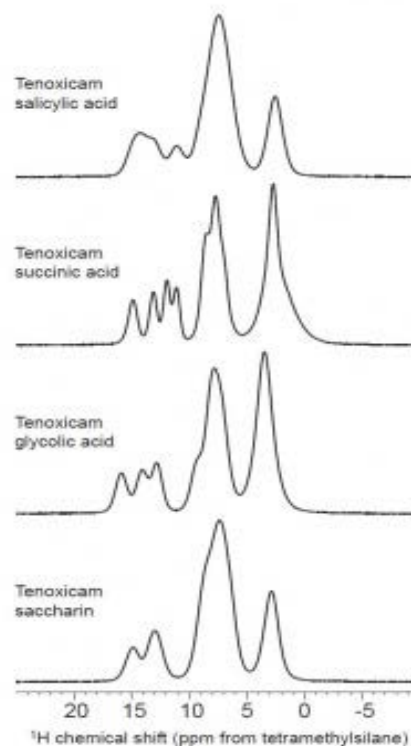 Tenoxicam
salicylic acid
Tenoxicam
succinic acid
Tenoxicam
glycolic acid
Tenoxicam
saccharin
20 15 10 5 0 -5
¹H chemical shift (ppm from tetramethylsilane)